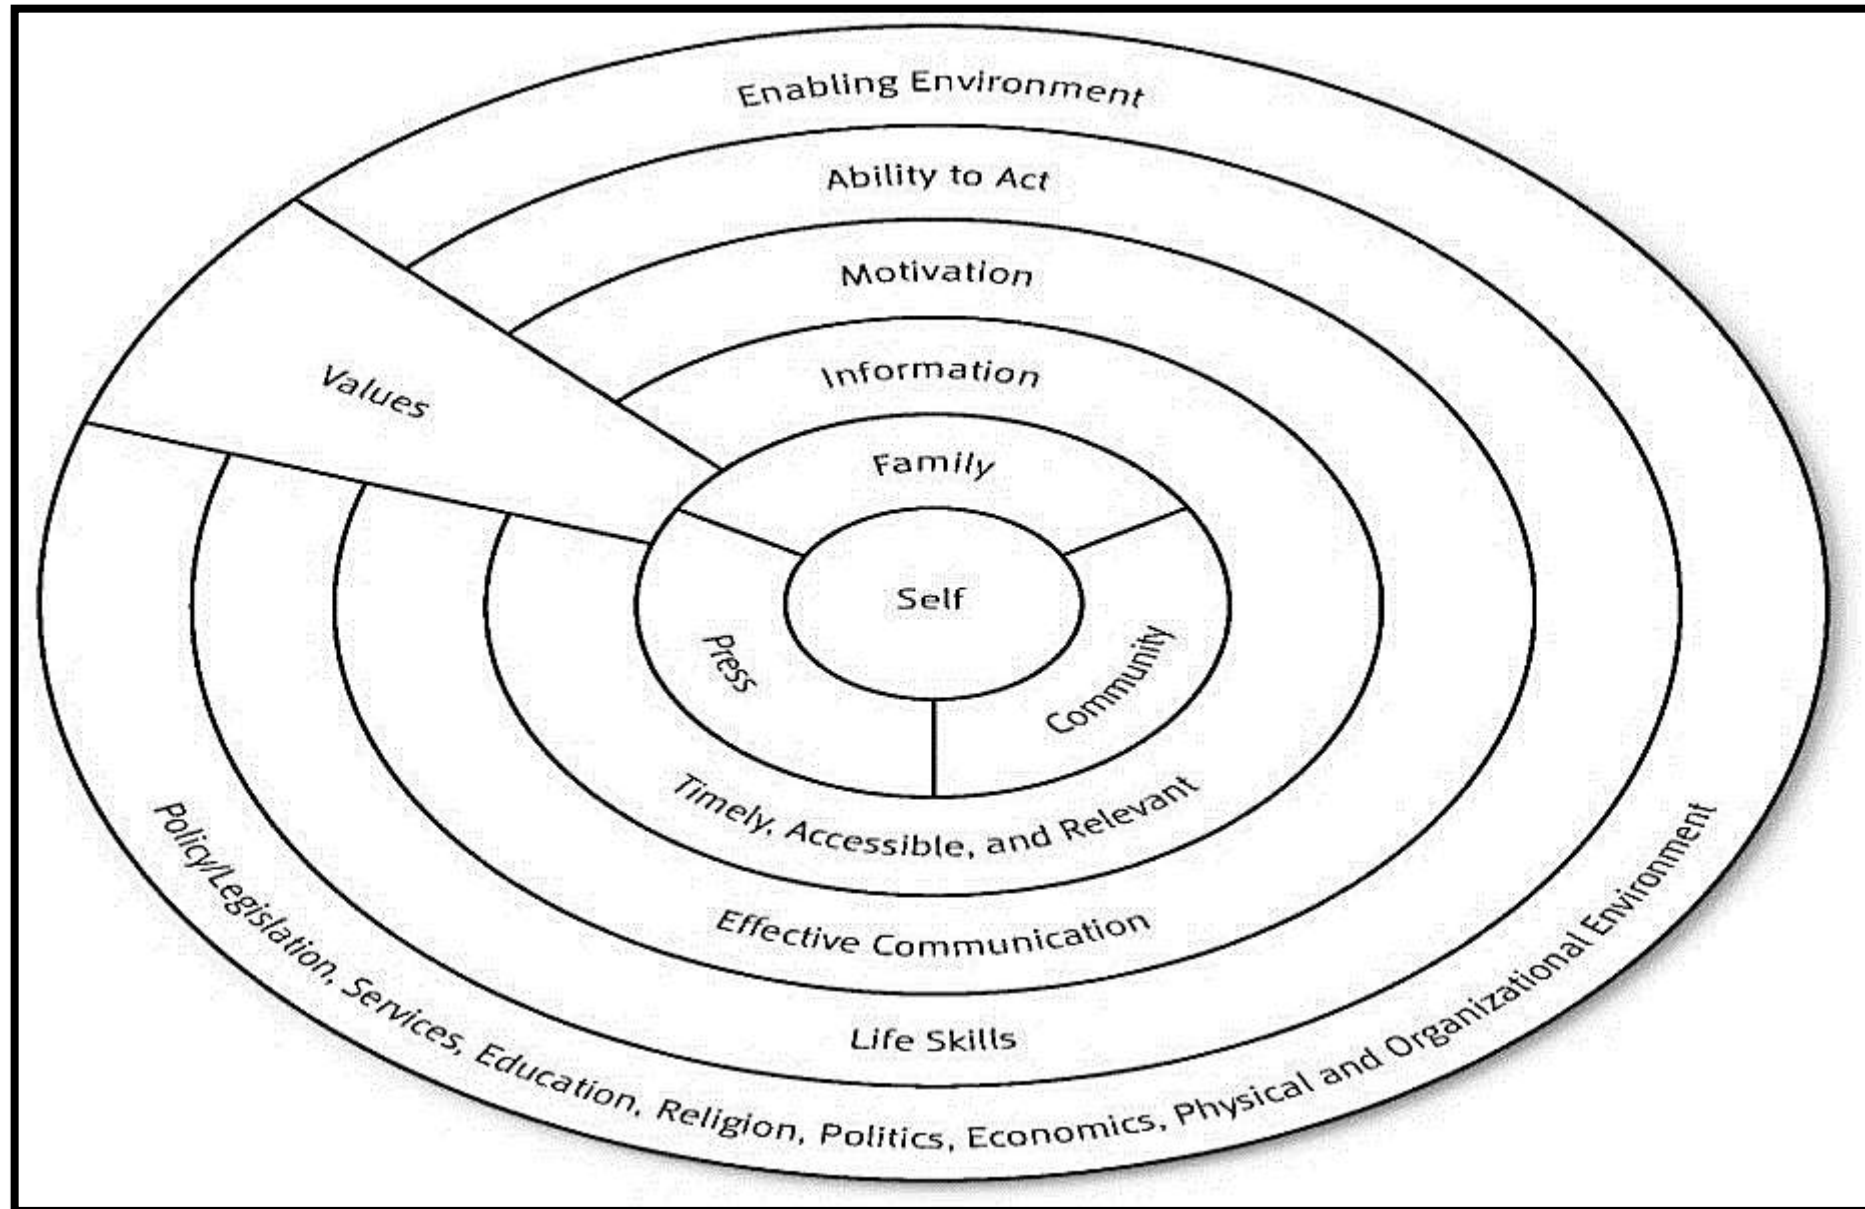 Enabling Environment
Ability to Act
Motivation
Information
Values
Family
Self
Press
Community
Timely, Accessible, and Relevant
Effective Communication
Life Skills
Policy/Legislation, Services, Education, Religion, Politics, Economics, Physical and Organizational Environment